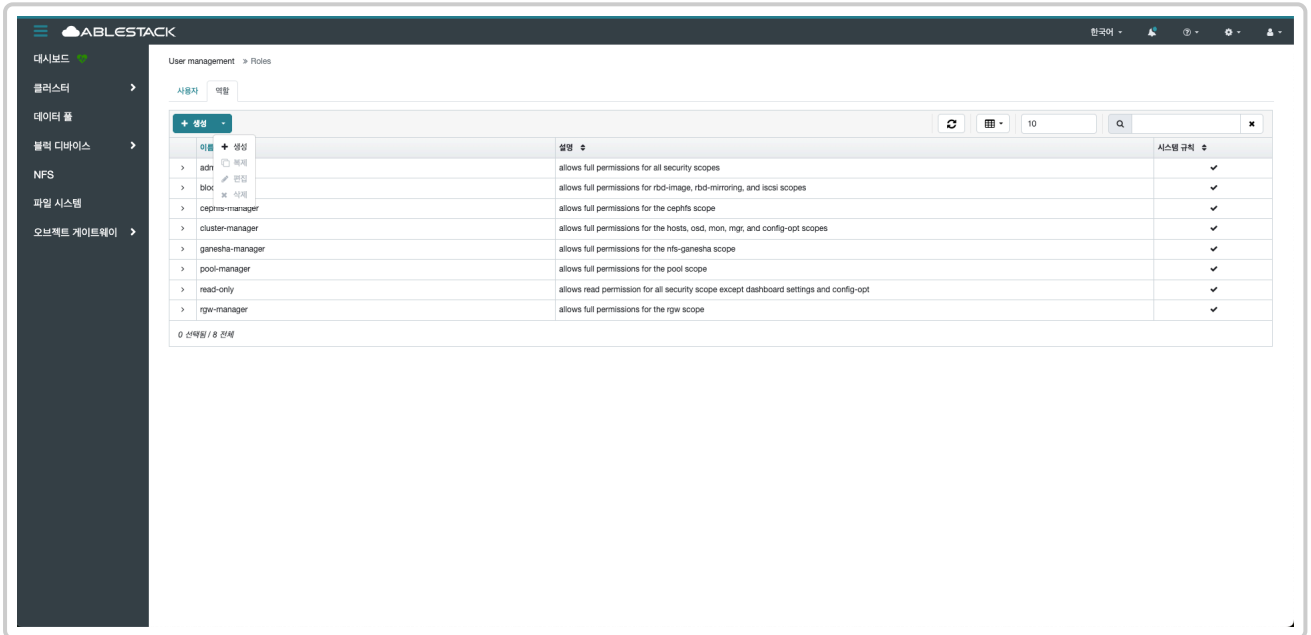 ABLESTACK
한국어
대시보드
클러스터
데이터 풀
블럭 디바이스
NFS
파일 시스템
오브젝트 게이트웨이
User management » Roles
사용자 역할
+ 생성
10
+ 생성
복제
편집
삭제
설명
시스템 규칙
allows full permissions for all security scopes
allows full permissions for rbd-image, rbd-mirroring, and iscsi scopes
cephfs-manager allows full permissions for the cephfs scope
cluster-manager allows full permissions for the hosts, osd, mon, mgr, and config-opt scopes
ganesha-manager allows full permissions for the nfs-ganesha scope
pool-manager allows full permissions for the pool scope
read-only allows read permission for all security scope except dashboard settings and config-opt
rgw-manager allows full permissions for the rgw scope
0 선택됨 / 8 전체